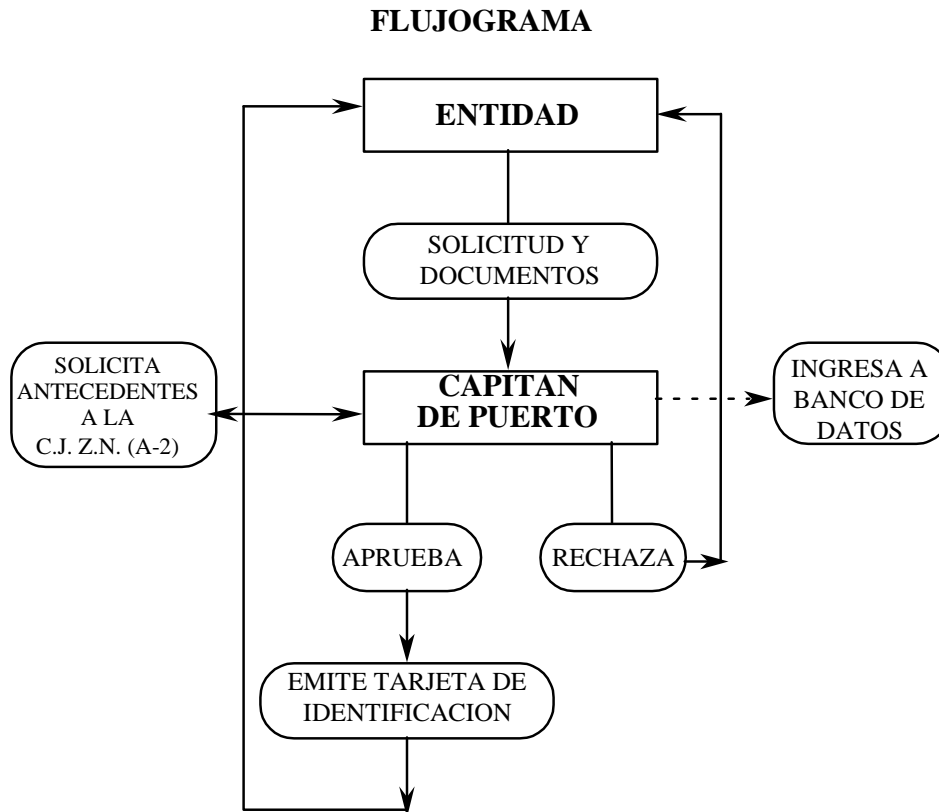 FLUJOGRAMA
ENTIDAD
SOLICITUD Y
DOCUMENTOS
SOLICITA
ANTECEDENTES
A LA
C.J. Z.N. (A-2)
CAPITAN
DE PUERTO
INGRESA A
BANCO DE
DATOS
APRUEBA
RECHAZA
EMITE TARJETA DE
IDENTIFICACION